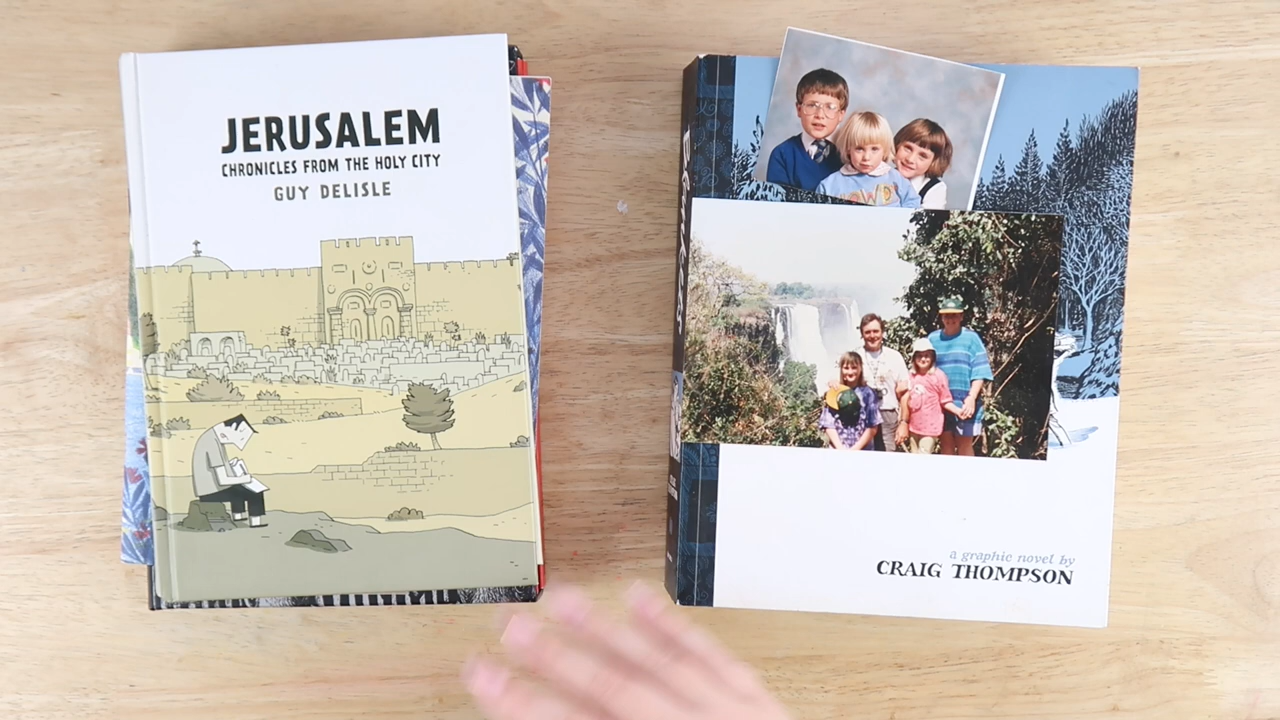 JERUSALEM
CHRONICLES FROM THE HOLY CITY
GUY DELISLE
a graphic novel by
CRAIG THOMPSON